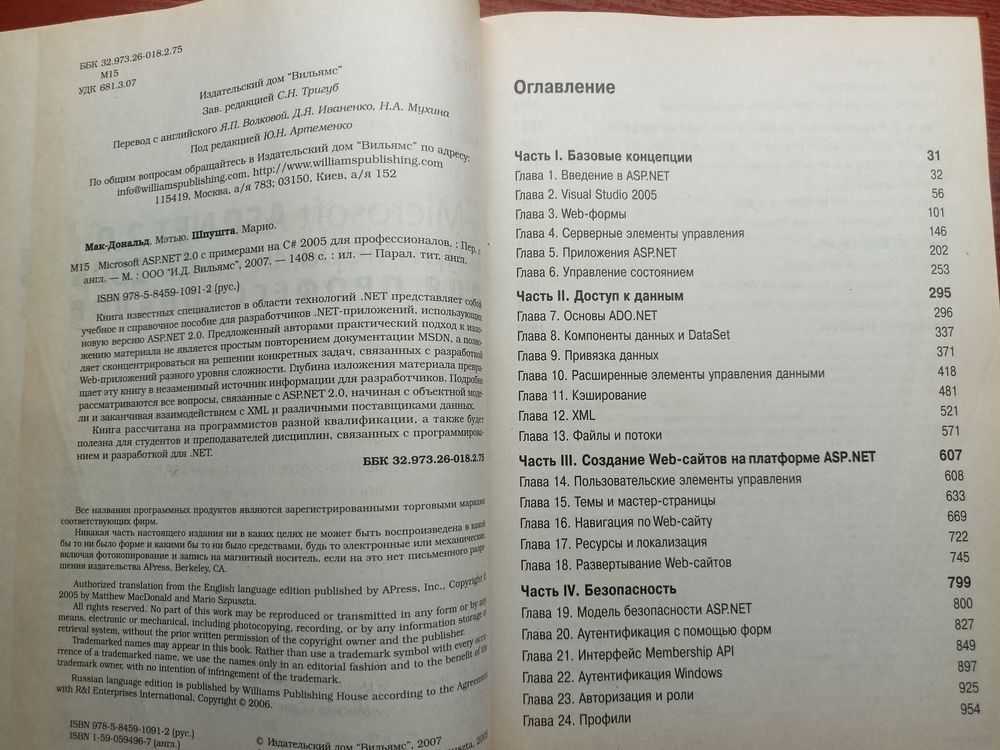 ББК 32.973.26-018.2.75
М15
УДК 681.3.07
Издательский дом "Вильямс"
Зав. редакцией С.Н. Тригуб
Перевод с английского Я.П. Волковой, Д.Я. Иваненко, Н.А. Мухина
Под редакцией Ю.Н. Артеменко
По общим вопросам обращайтесь в Издательский дом "Вильямс" по адресу:
info@williamspublishing.com, http://www.williamspublishing.com
115419, Москва, а/я 783; 03150, Киев, а/я 152
Мак-Дональд, Мэтью, Шпушта, Марио.
М15 Microsoft ASP.NET 2.0 с примерами на C# 2005 для профессионалов. : Пер. с
англ. — М. : ООО "И.Д. Вильямс", 2007. — 1408 с. : ил. — Парал. тит. англ.
ISBN 978-5-8459-1091-2 (рус.)
Книга известных специалистов в области технологий .NET представляет собой
учебное и справочное пособие для разработчиков .NET-приложений, использующих
новую версию ASP.NET 2.0. Предложенный авторами практический подход к изло-
жению материала не является простым повторением документации MSDN, а позво-
ляет сконцентрироваться на решении конкретных задач, связанных с разработкой
Web-приложений разного уровня сложности. Глубина изложения материала превра-
щает эту книгу в незаменимый источник информации для разработчиков. Подробно
рассматриваются все вопросы, связанные с ASP.NET 2.0, начиная с объектной моде-
ли и заканчивая взаимодействием с XML и различными поставщиками данных.
Книга рассчитана на программистов разной квалификации, а также будет
полезна для студентов и преподавателей дисциплин, связанных с программирова-
нием и разработкой для .NET.
ББК 32.973.26-018.2.75
Все названия программных продуктов являются зарегистрированными торговыми марками
соответствующих фирм.
Никакая часть настоящего издания ни в каких целях не может быть воспроизведена в какой
бы то ни было форме и какими бы то ни было средствами, будь то электронные или механические,
включая фотокопирование и запись на магнитный носитель, если на это нет письменного разре-
шения издательства APress, Berkeley, CA.
Authorized translation from the English language edition published by APress, Inc., Copyright ©
2005 by Matthew MacDonald and Mario Szpuszta.
All rights reserved. No part of this work may be reproduced or transmitted in any form or by any
means, electronic or mechanical, including photocopying, recording, or by any information storage or
retrieval system, without the prior written permission of the copyright owner and the publisher.
Trademarked names may appear in this book. Rather than use a trademark symbol with every occu
rrence of a trademarked name, we use the names only in an editorial fashion and to the benefit of the
trademark owner, with no intention of infringement of the trademark.
Russian language edition is published by Williams Publishing House according to the Agreement
with R&I Enterprises International, Copyright © 2006.
ISBN 978-5-8459-1091-2 (рус.)
ISBN 1-59-059496-7 (англ.)
© Издательский дом "Вильямс", 2007
Szpuszta, 2005
Оглавление
Часть I. Базовые концепции 31
Глава 1. Введение в ASP.NET 32
Глава 2. Visual Studio 2005 56
Глава 3. Web-формы 101
Глава 4. Серверные элементы управления 146
Глава 5. Приложения ASP.NET 202
Глава 6. Управление состоянием 253
Часть II. Доступ к данным 295
Глава 7. Основы ADO.NET 296
Глава 8. Компоненты данных и DataSet 337
Глава 9. Привязка данных 371
Глава 10. Расширенные элементы управления данными 418
Глава 11. Кэширование 481
Глава 12. XML 521
Глава 13. Файлы и потоки 571
Часть III. Создание Web-сайтов на платформе ASP.NET 607
Глава 14. Пользовательские элементы управления 608
Глава 15. Темы и мастер-страницы 633
Глава 16. Навигация по Web-сайту 669
Глава 17. Ресурсы и локализация 722
Глава 18. Развертывание Web-сайтов 745
Часть IV. Безопасность 799
Глава 19. Модель безопасности ASP.NET 800
Глава 20. Аутентификация с помощью форм 827
Глава 21. Интерфейс Membership API 849
Глава 22. Аутентификация Windows 897
Глава 23. Авторизация и роли 925
Глава 24. Профили 954